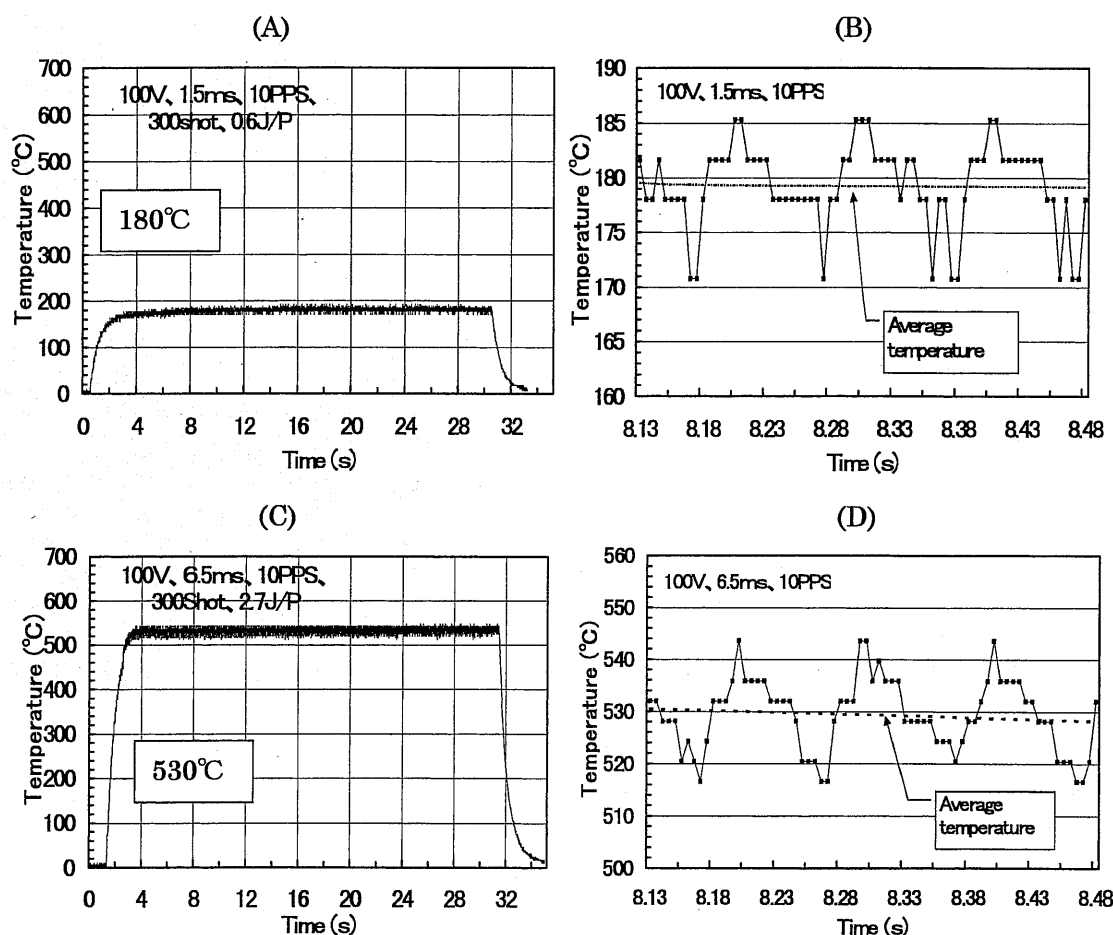 (A)
700
600
500
400
300
200
100
0
Temperature (°C)
100V、1.5ms、10PPS、
300shot、0.6J/P
180℃
0 4 8 12 16 20 24 28 32
Time (s)
(B)
190
185
180
175
170
165
160
Temperature (°C)
100V、1.5ms、10PPS
Average
temperature
8.13 8.18 8.23 8.28 8.33 8.38 8.43 8.48
Time (s)
(C)
700
600
500
400
300
200
100
0
Temperature (°C)
100V、6.5ms、10PPS、
300Shot、2.7J/P
530℃
0 4 8 12 16 20 24 28 32
Time (s)
(D)
560
550
540
530
520
510
500
Temperature (°C)
100V、6.5ms、10PPS
Average
temperature
8.13 8.18 8.23 8.28 8.33 8.38 8.43 8.48
Time (s)